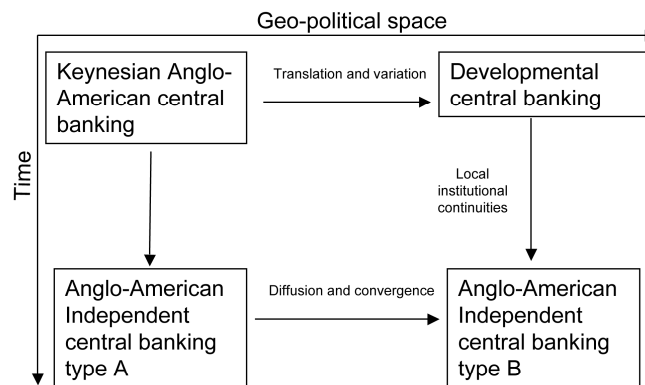 Geo-political space
Keynesian Anglo-
American central
banking
Translation and variation
Developmental
central banking
Time
Local
institutional
continuities
Anglo-American
Independent
central banking
type A
Diffusion and convergence
Anglo-American
Independent
central banking
type B